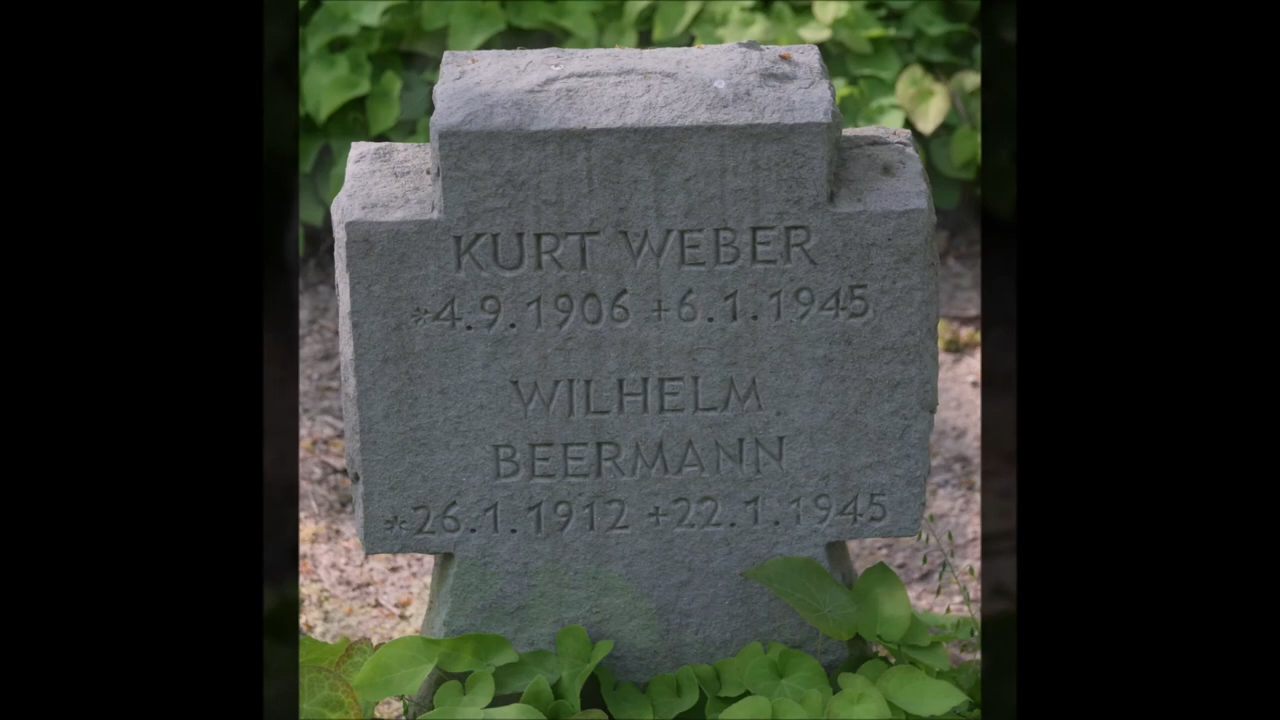 KURT WEBER
*4.9.1906 +6.1.1945
WILHELM
BEERMANN
*26.1.1912 +22.1.1945